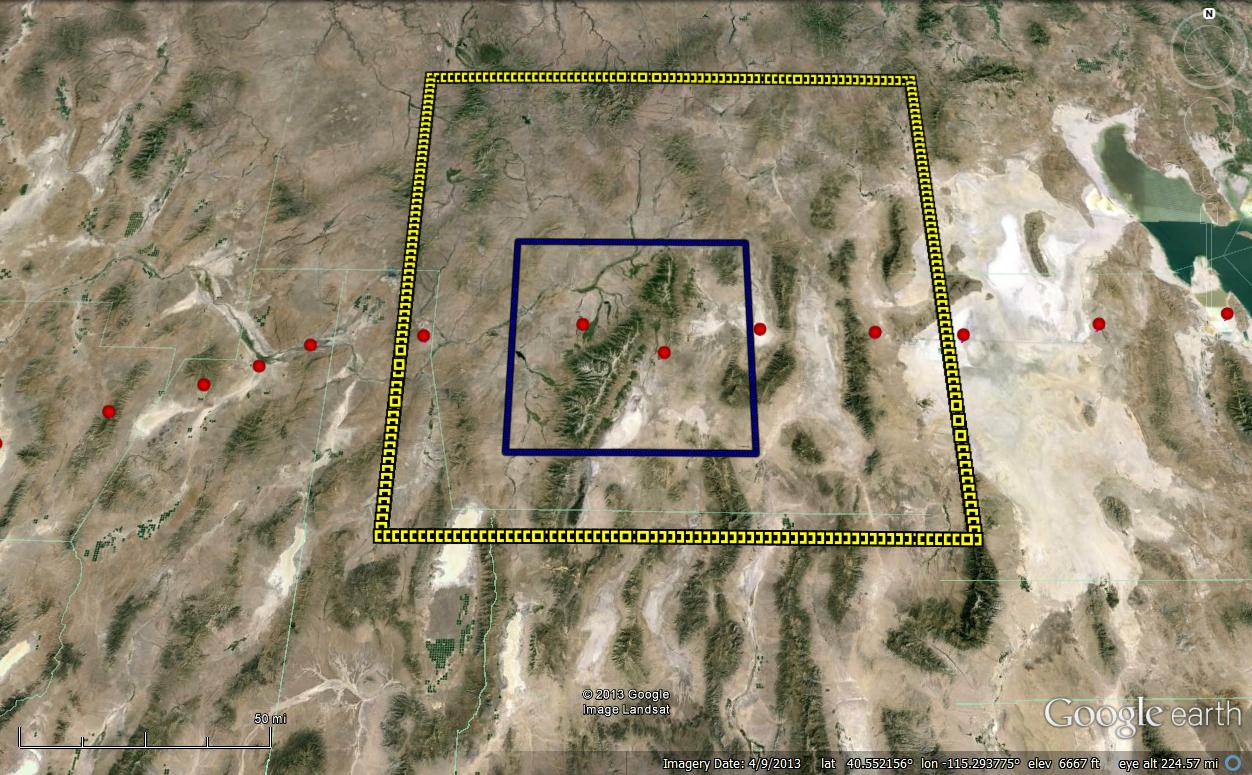 N
50 mi
© 2013 Google
Image Landsat
Google earth
Imagery Date: 4/9/2013 lat 40.552156° lon -115.293775° elev 6667 ft eye alt 224.57 mi